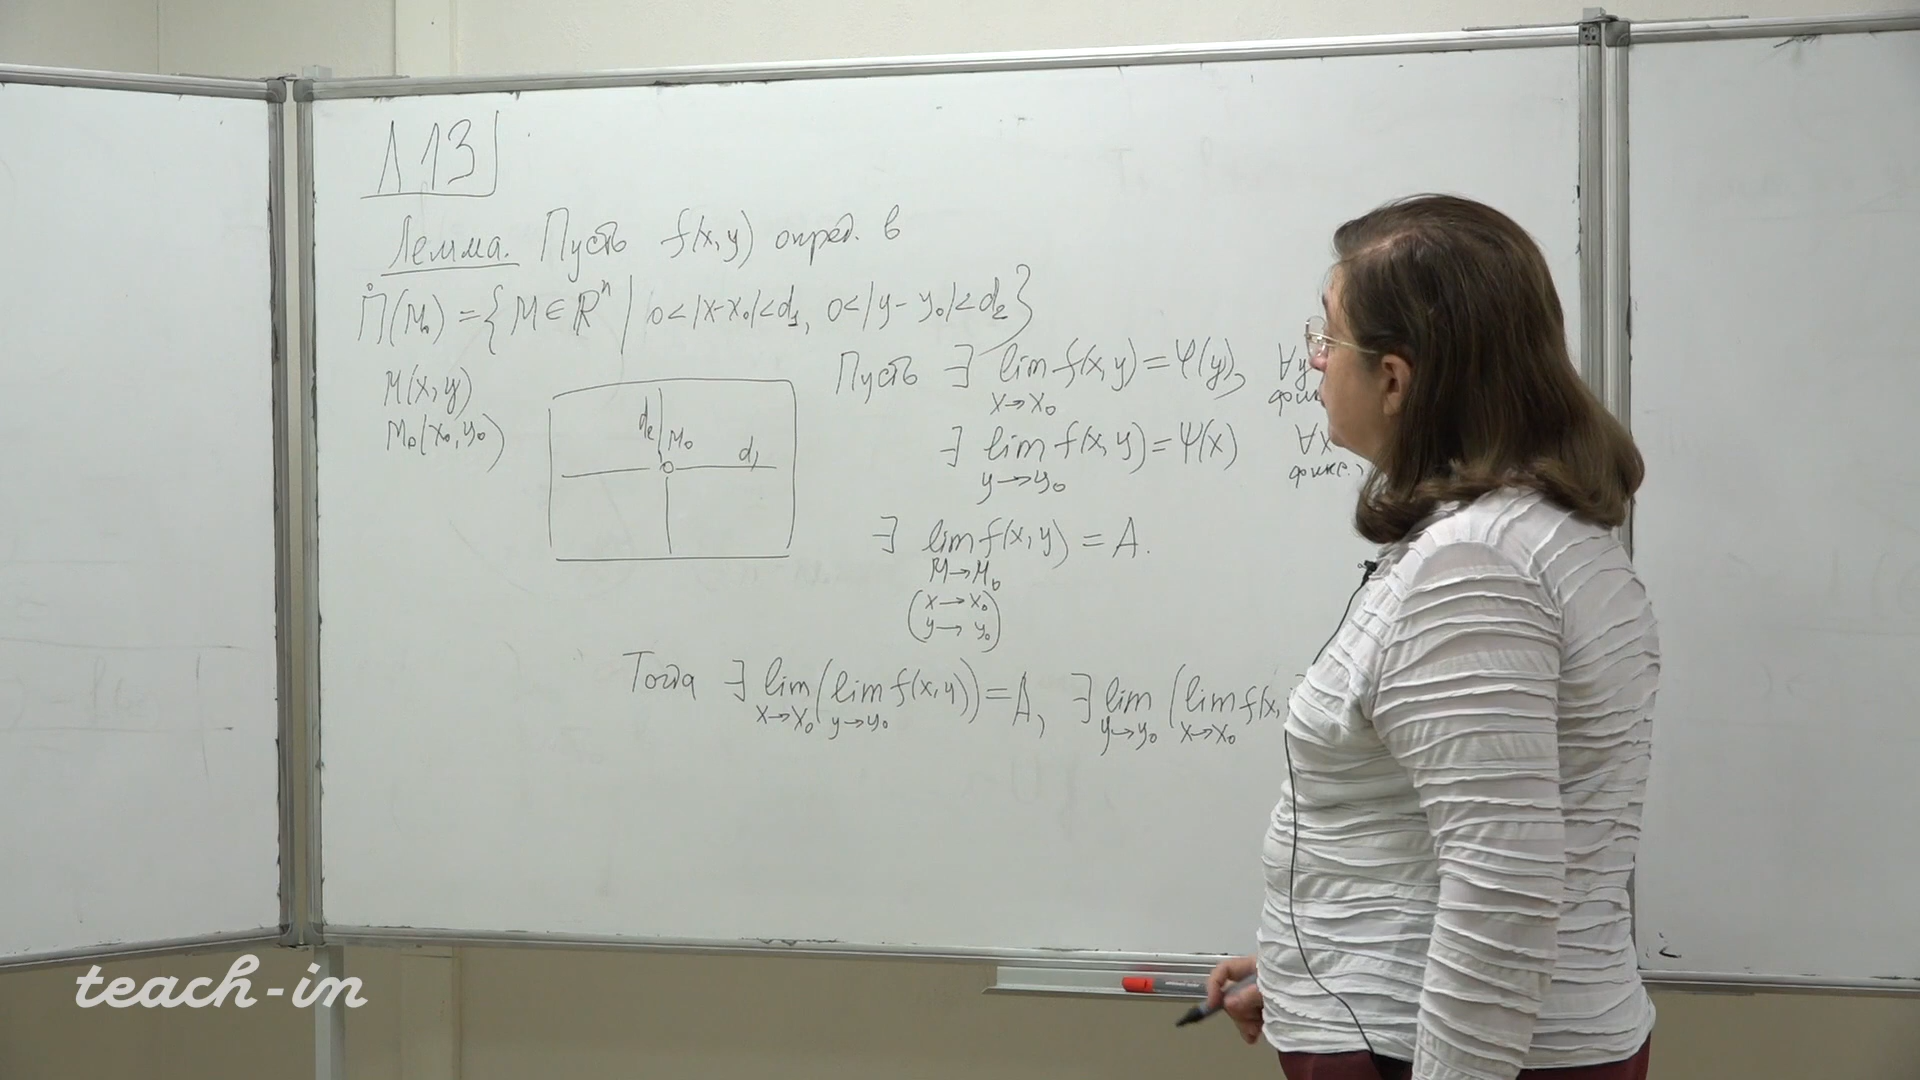 Л 13
Лемма. Пусть f(x,y) опред. в
П̊(M₀) = {M ∈ ℝⁿ | 0<|x-x₀|<d₁, 0<|y-y₀|<d₂}
M(x,y)
M₀(x₀,y₀)
d₂
M₀
d₁
Пусть ∃ lim f(x,y) = φ(y), ∀y
x→x₀
∃ lim f(x,y) = ψ(x) ∀x
y→y₀ фикс.,
∃ lim f(x,y) = A.
M→M₀
(x→x₀
y→y₀)
Тогда ∃ lim (lim f(x,y)) = A, ∃ lim (lim f(x,
x→x₀ y→y₀ y→y₀ x→x₀
teach-in